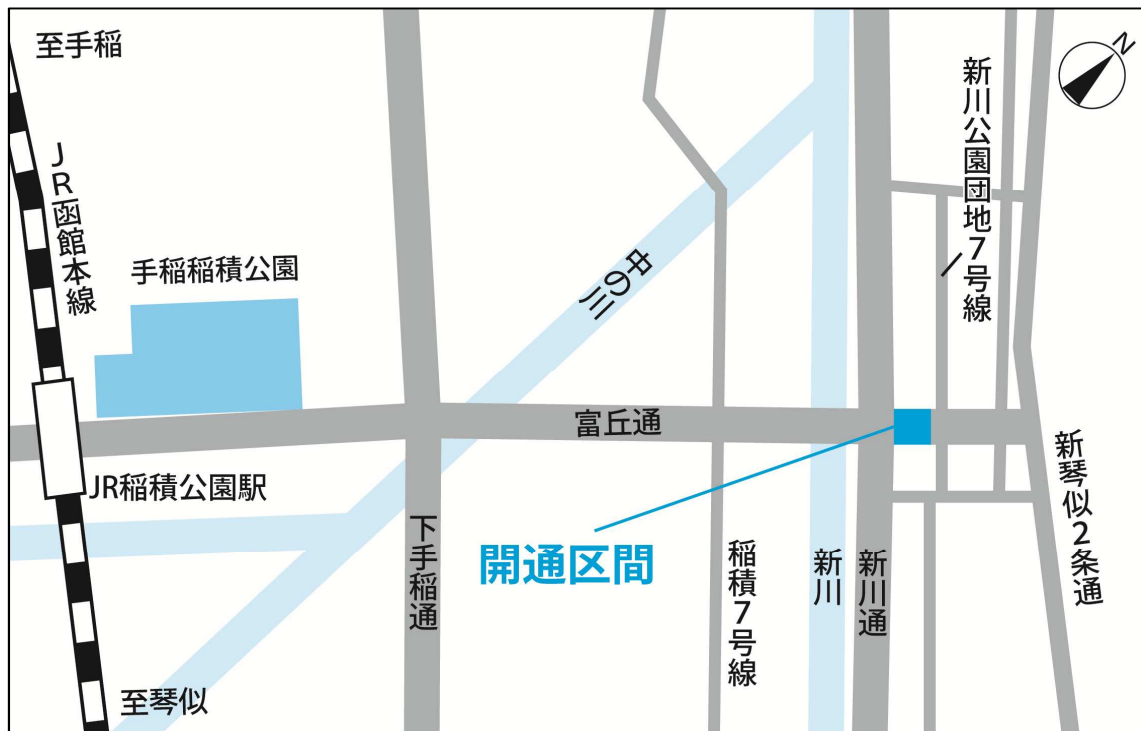 至手稲
N
JR函館本線
新川公園団地7号線
手稲稲積公園
中の川
富丘通
JR稲積公園駅
開通区間
下手稲通
稲積7号線
新川
新川通
新琴似2条通
至琴似